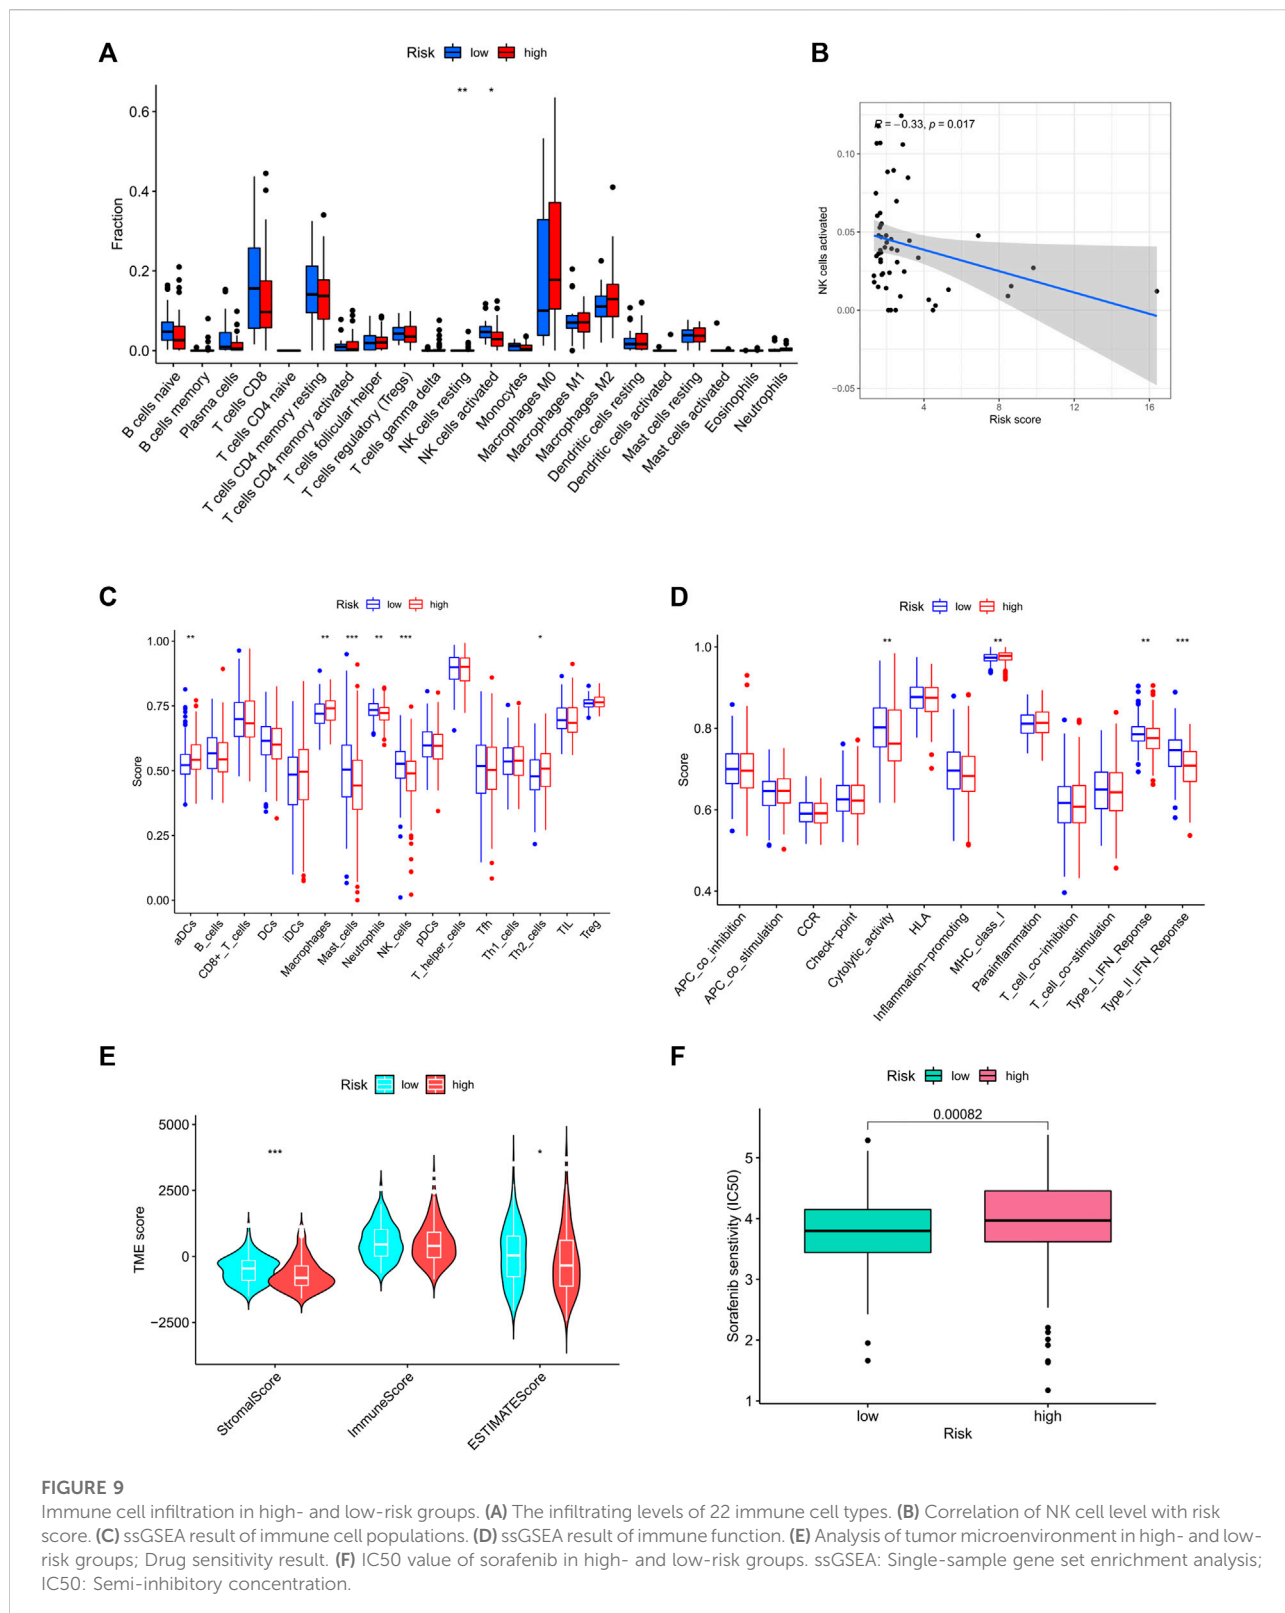 A
Risk low high
** *
Fraction
0.6
0.4
0.2
0.0
B cells naive
B cells memory
Plasma cells
T cells CD8
T cells CD4 naive
T cells CD4 memory resting
T cells CD4 memory activated
T cells follicular helper
T cells regulatory (Tregs)
T cells gamma delta
NK cells resting
NK cells activated
Monocytes
Macrophages M0
Macrophages M1
Macrophages M2
Dendritic cells resting
Dendritic cells activated
Mast cells resting
Mast cells activated
Eosinophils
Neutrophils
B
R = −0.33, p = 0.017
NK cells activated
0.10
0.05
0.00
−0.05
4 8 12 16
Risk score
C
Risk low high
** ** *** ** *** *
Score
1.00
0.75
0.50
0.25
0.00
aDCs
B_cells
CD8+_T_cells
DCs
iDCs
Macrophages
Mast_cells
Neutrophils
NK_cells
pDCs
T_helper_cells
Tfh
Th1_cells
Th2_cells
TIL
Treg
D
Risk low high
** ** ** ***
Score
1.0
0.8
0.6
0.4
APC_co_inhibition
APC_co_stimulation
CCR
Check−point
Cytolytic_activity
HLA
Inflammation−promoting
MHC_class_I
Parainflammation
T_cell_co−inhibition
T_cell_co−stimulation
Type_I_IFN_Reponse
Type_II_IFN_Reponse
E
Risk low high
*** *
TME score
5000
2500
0
−2500
StromalScore
ImmuneScore
ESTIMATEScore
F
Risk low high
0.00082
Sorafenib senstivity (IC50)
5
4
3
2
1
low high
Risk
FIGURE 9
Immune cell infiltration in high- and low-risk groups. (A) The infiltrating levels of 22 immune cell types. (B) Correlation of NK cell level with risk
score. (C) ssGSEA result of immune cell populations. (D) ssGSEA result of immune function. (E) Analysis of tumor microenvironment in high- and low-
risk groups; Drug sensitivity result. (F) IC50 value of sorafenib in high- and low-risk groups. ssGSEA: Single-sample gene set enrichment analysis;
IC50: Semi-inhibitory concentration.